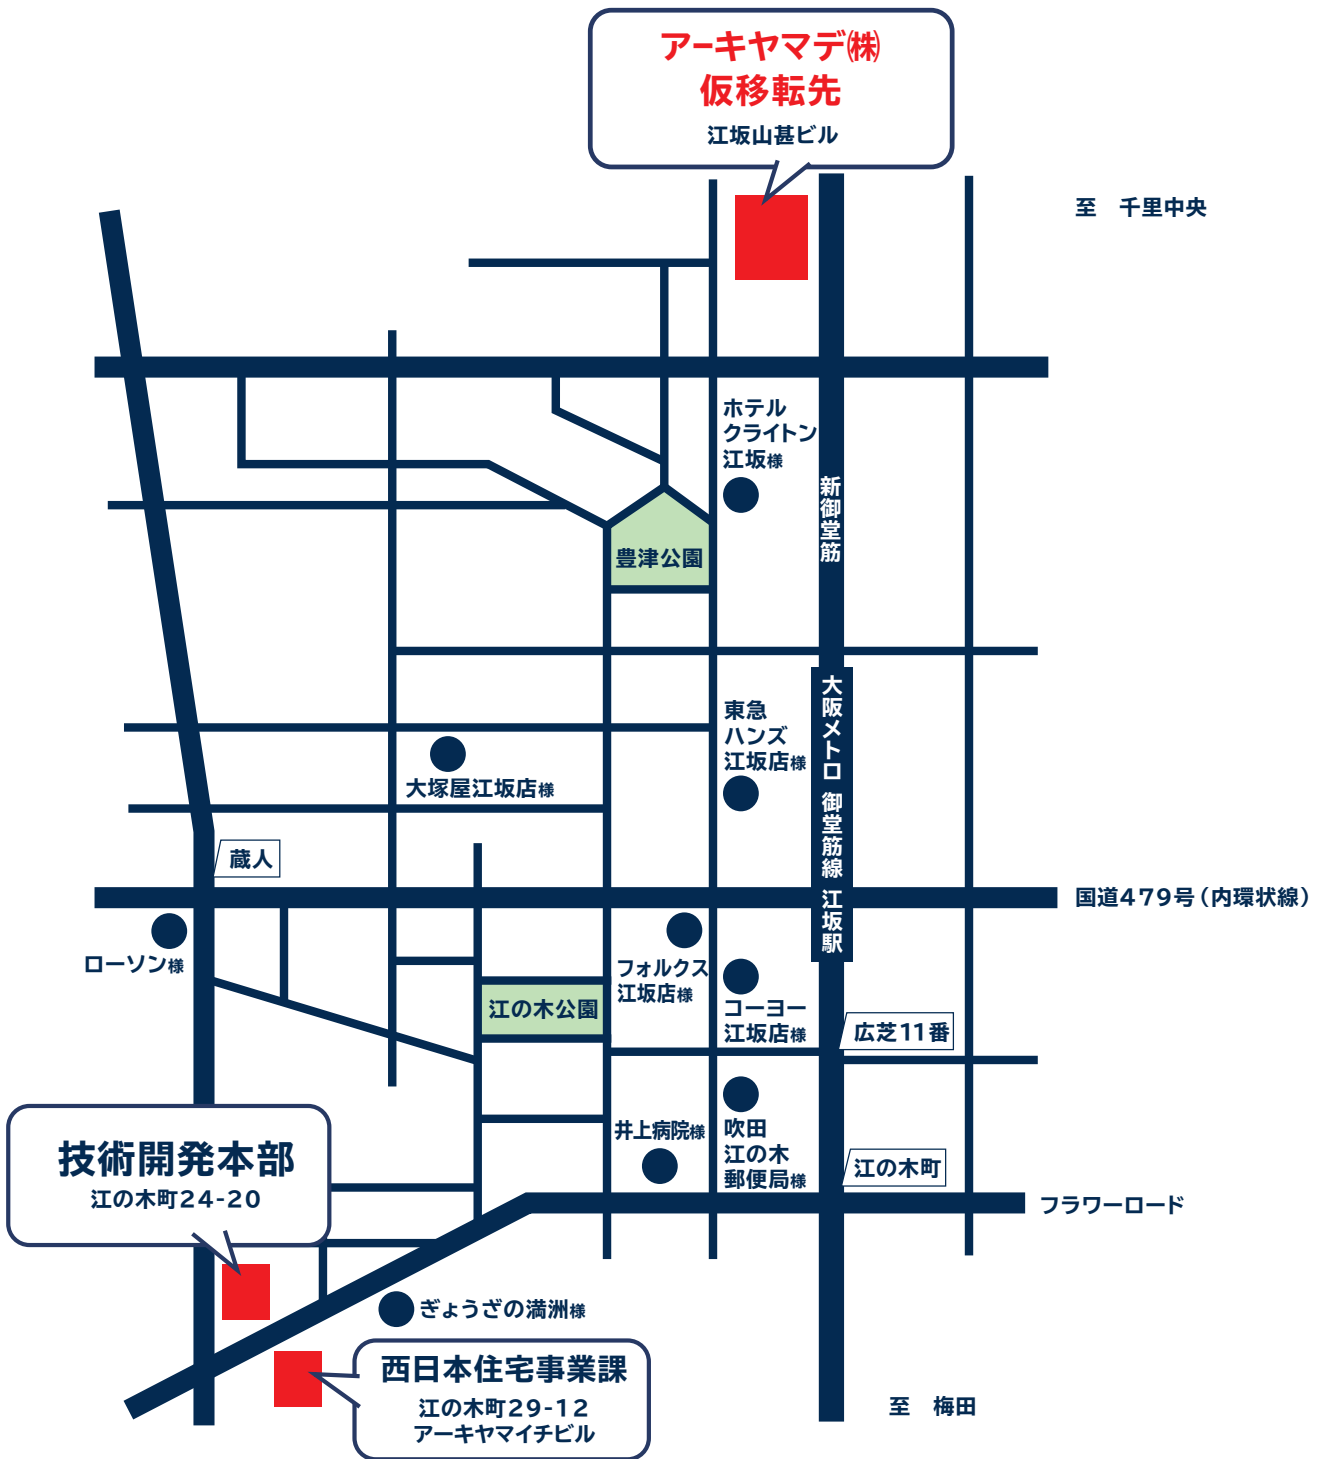 アーキヤマデ㈱
仮移転先
江坂山甚ビル
至　千里中央
ホテル
クライトン
江坂様
新御堂筋
豊津公園
大阪メトロ 御堂筋線 江坂駅
東急
ハンズ
江坂店様
大塚屋江坂店様
蔵人
国道479号（内環状線）
ローソン様
フォルクス
江坂店様
江の木公園
コーヨー
江坂店様
広芝11番
井上病院様
吹田
江の木
郵便局様
江の木町
技術開発本部
江の木町24-20
フラワーロード
ぎょうざの満洲様
西日本住宅事業課
江の木町29-12
アーキヤマイチビル
至　梅田